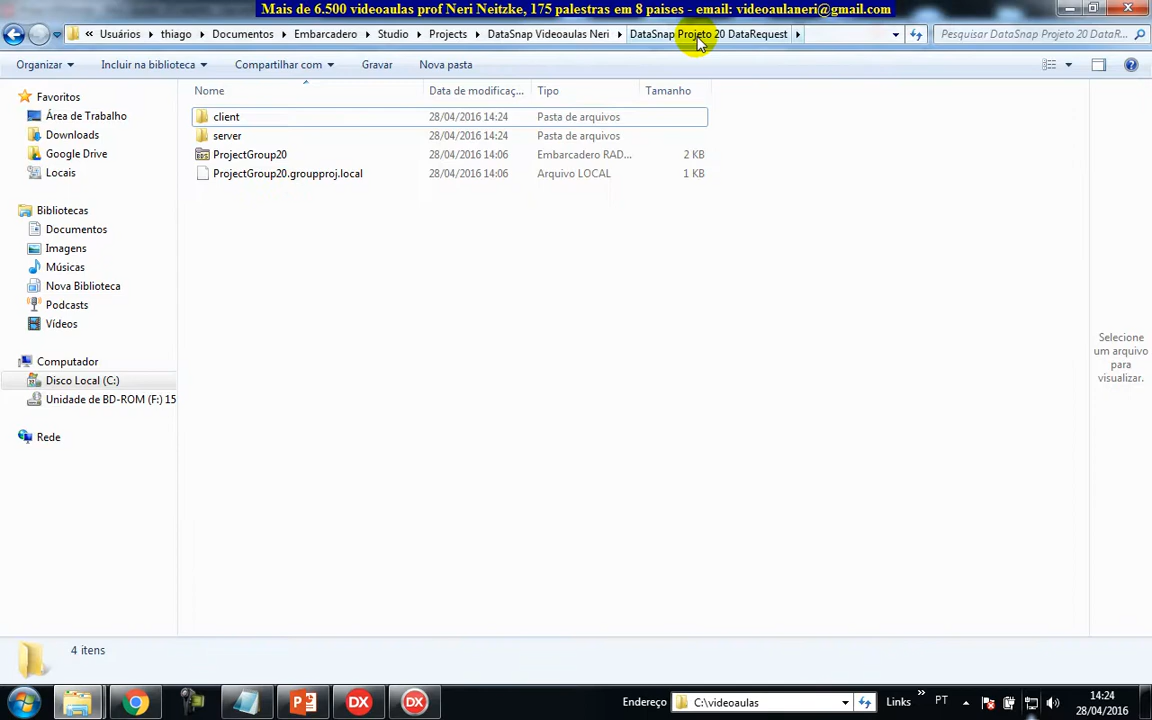 Mais de 6.500 videoaulas prof Neri Neitzke, 175 palestras em 8 paises - email: videoaulaneri@gmail.com
« Usuários thiago Documentos Embarcadero Studio Projects DataSnap Videoaulas Neri DataSnap Projeto 20 DataRequest
Pesquisar DataSnap Projeto 20 DataR...
Organizar Incluir na biblioteca Compartilhar com Gravar Nova pasta
Nome Data de modificaç... Tipo Tamanho
client 28/04/2016 14:24 Pasta de arquivos
server 28/04/2016 14:24 Pasta de arquivos
ProjectGroup20 28/04/2016 14:06 Embarcadero RAD... 2 KB
ProjectGroup20.groupproj.local 28/04/2016 14:06 Arquivo LOCAL 1 KB
Favoritos
Área de Trabalho
Downloads
Google Drive
Locais
Bibliotecas
Documentos
Imagens
Músicas
Nova Biblioteca
Podcasts
Vídeos
Computador
Disco Local (C:)
Unidade de BD-ROM (F:) 15
Rede
Selecione
um arquivo
para
visualizar.
4 itens
DX DX
Endereço C:\videoaulas Links » PT
14:24
28/04/2016